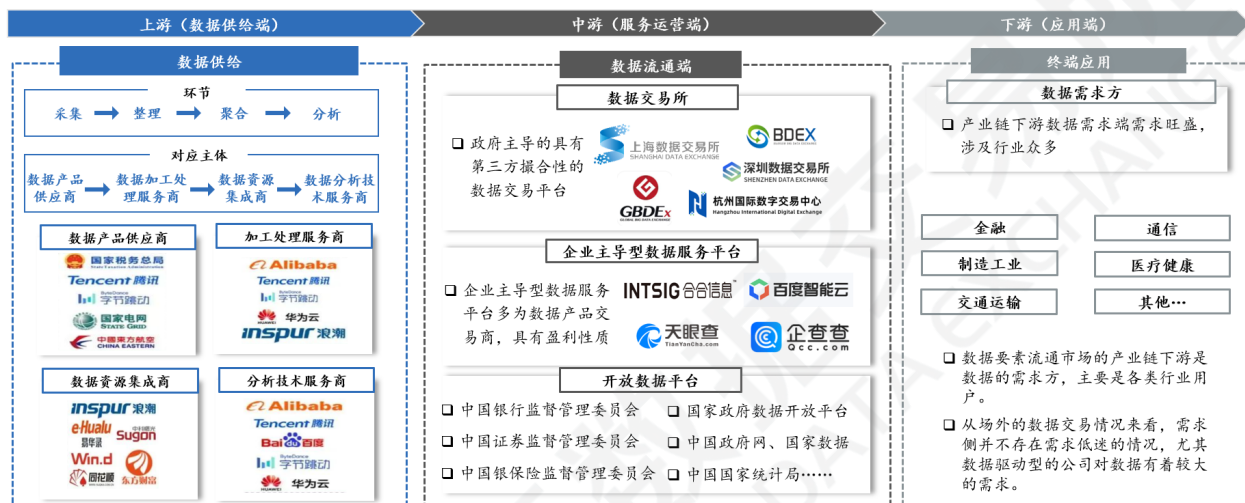 上游（数据供给端）
中游（服务运营端）
下游（应用端）
数据供给
环节
采集
整理
聚合
分析
对应主体
数据产品
供应商
数据加工处
理服务商
数据资源
集成商
数据分析技
术服务商
数据产品供应商
国家税务总局
Tencent 腾讯
ByteDance
字节跳动
国家电网
STATE GRID
中國東方航空
CHINA EASTERN
加工处理服务商
Alibaba
Tencent 腾讯
ByteDance
字节跳动
HUAWEI
华为云
inspur 浪潮
数据资源集成商
inspur 浪潮
e·Hualu
易华录
中科曙光
Sugon
Win.d
同花顺
东方财富
分析技术服务商
Alibaba
Tencent 腾讯
Bai du 百度
ByteDance
字节跳动
HUAWEI
华为云
数据流通端
数据交易所
政府主导的具有
第三方撮合性的
数据交易平台
上海数据交易所
SHANGHAI DATA EXCHANGE
BDEX
深圳数据交易所
SHENZHEN DATA EXCHANGE
GBDEx
GLOBAL BIG DATA EXCHANGE
杭州国际数字交易中心
Hangzhou International Digital Exchange
企业主导型数据服务平台
企业主导型数据服务
平台多为数据产品交
易商，具有盈利性质
INTSIG 合合信息
百度智能云
天眼查
TianYanCha.com
企查查
Qcc.com
开放数据平台
中国银行监督管理委员会
中国证券监督管理委员会
中国银保险监督管理委员会
国家政府数据开放平台
中国政府网、国家数据
中国国家统计局……
终端应用
数据需求方
产业链下游数据需求端需求旺盛，
涉及行业众多
金融
通信
制造工业
医疗健康
交通运输
其他…
数据要素流通市场的产业链下游是
数据的需求方，主要是各类行业用
户。
从场外的数据交易情况来看，需求
侧并不存在需求低迷的情况，尤其
数据驱动型的公司对数据有着较大
的需求。